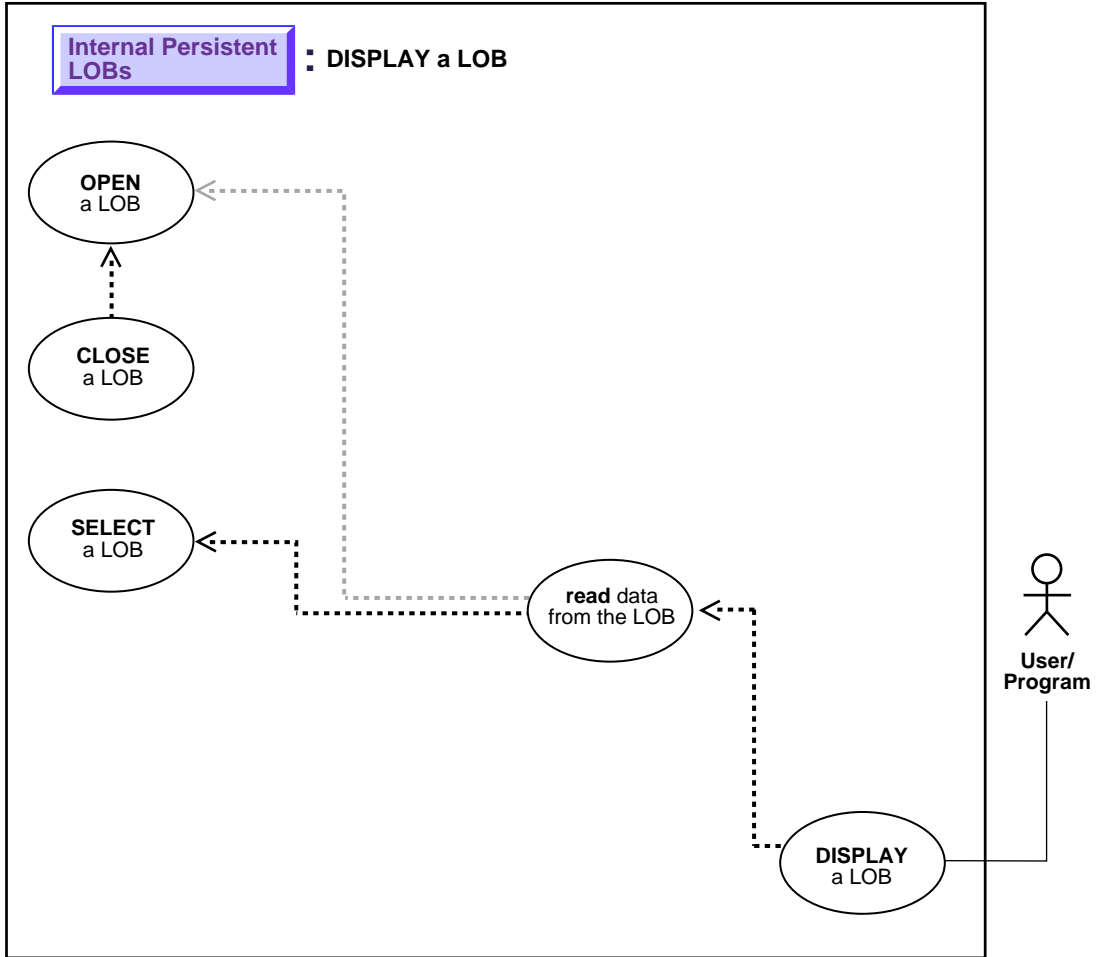 Internal Persistent
LOBs
: DISPLAY a LOB
OPEN
a LOB
CLOSE
a LOB
SELECT
a LOB
read data
from the LOB
User/
Program
DISPLAY
a LOB